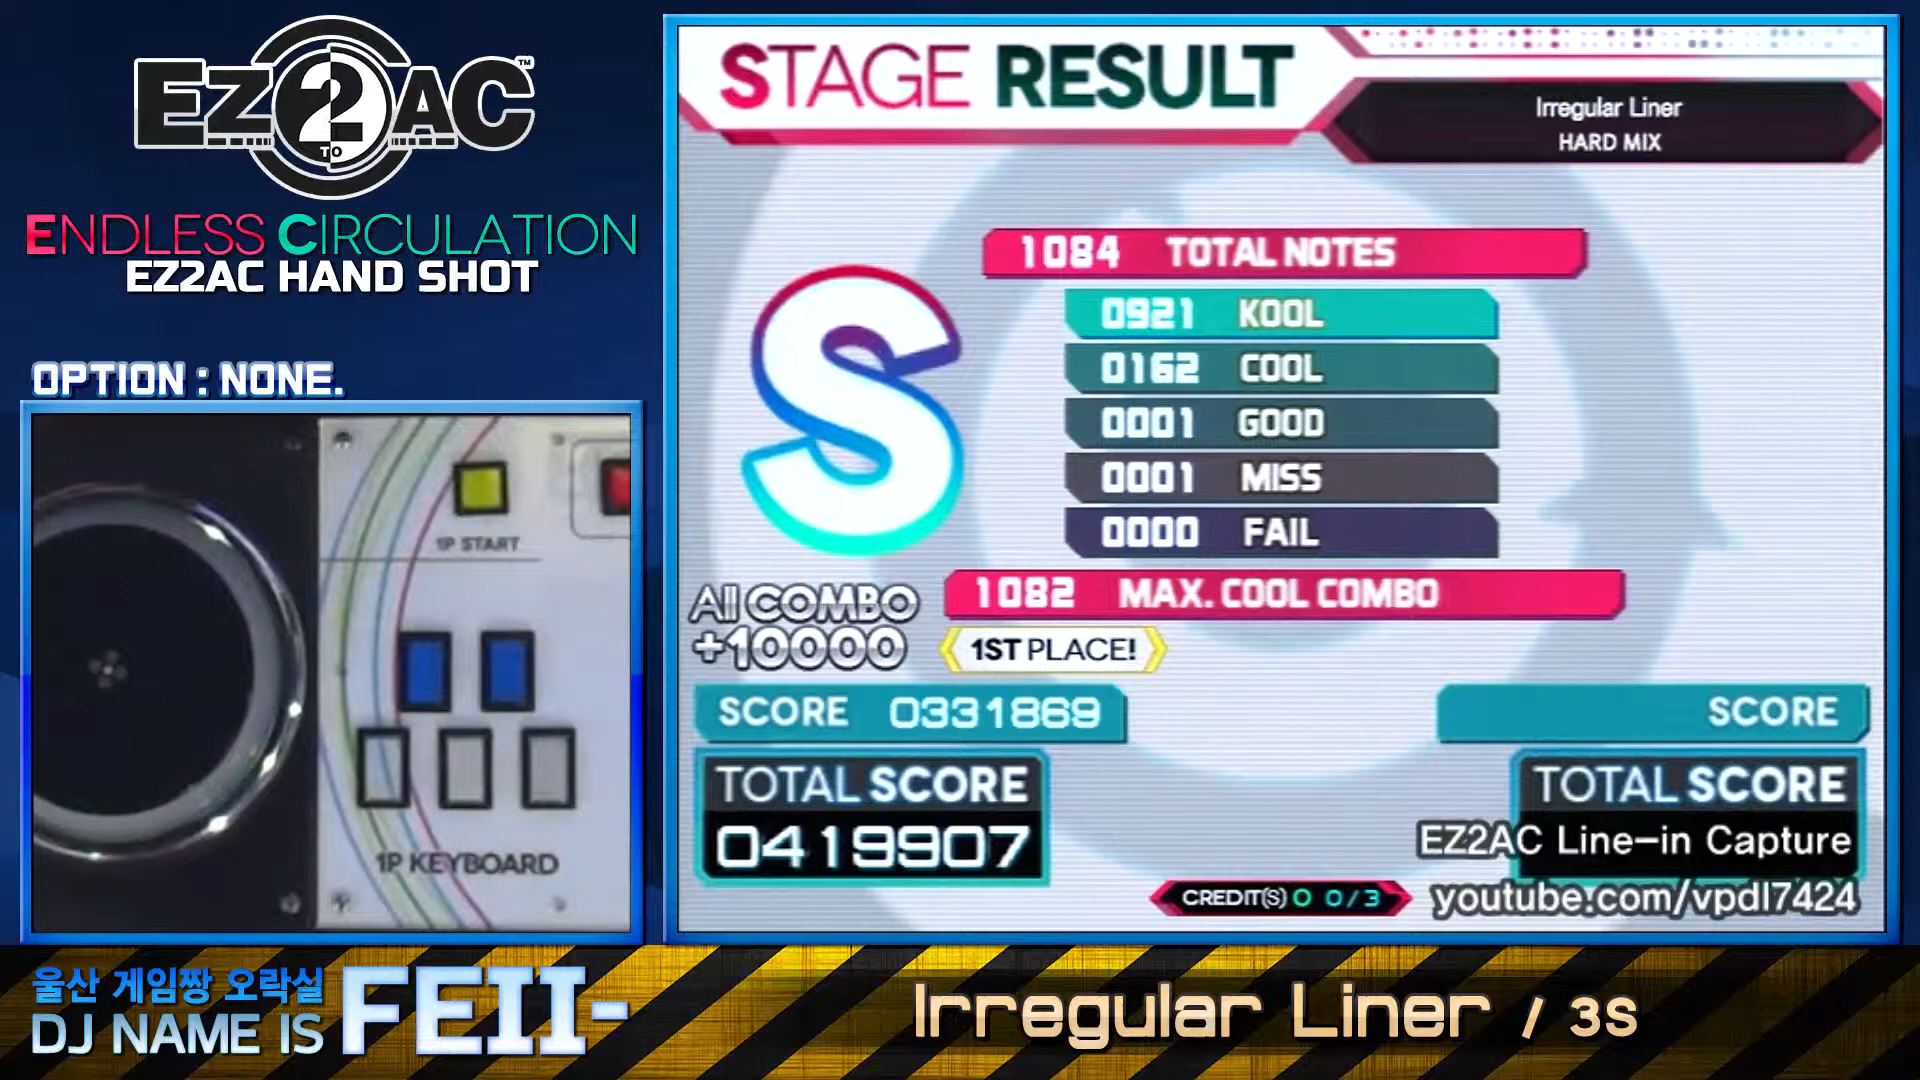 EZ2AC™
TO
ENDLESS CIRCULATION
EZ2AC HAND SHOT
OPTION : NONE.
1P START
1P KEYBOARD
STAGE RESULT
Irregular Liner
HARD MIX
1084 TOTAL NOTES
S
0921 KOOL
0162 COOL
0001 GOOD
0001 MISS
0000 FAIL
1082 MAX. COOL COMBO
All COMBO
+10000
1ST PLACE!
SCORE 0331869
SCORE
TOTAL SCORE
0419907
TOTAL SCORE
EZ2AC Line-in Capture
CREDIT(S) 0 0/3
youtube.com/vpdl7424
울산 게임짱 오락실
DJ NAME IS FEII-
Irregular Liner / 3S